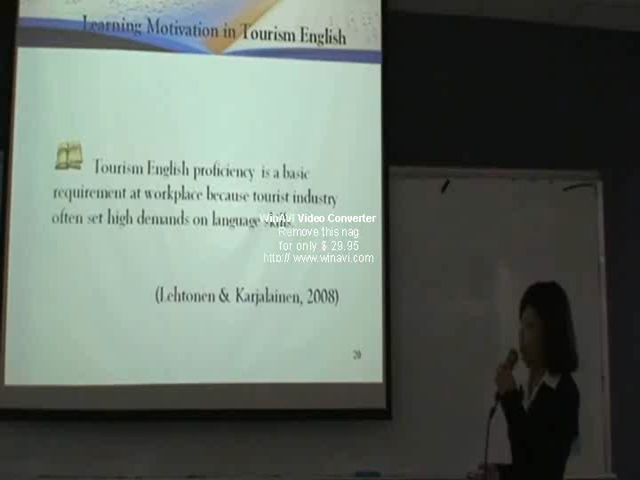 Learning Motivation in Tourism English
Tourism English proficiency is a basic
requirement at workplace because tourist industry
often set high demands on language skills.
WinAVI Video Converter
Remove this nag
for only $ 29.95
http:// www.winavi.com
(Lehtonen & Karjalainen, 2008)
20